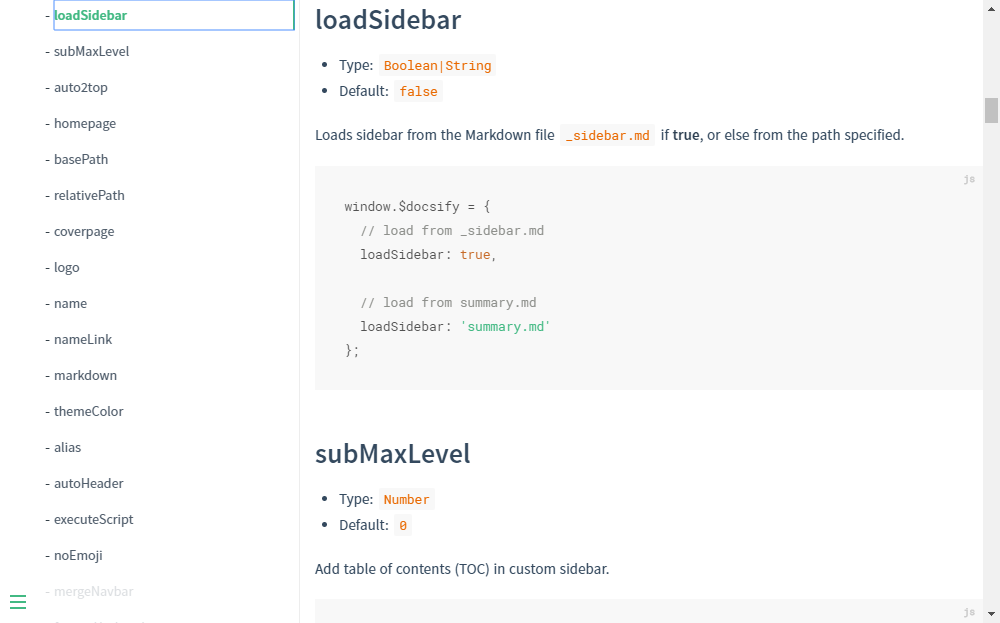 - loadSidebar
- subMaxLevel
- auto2top
- homepage
- basePath
- relativePath
- coverpage
- logo
- name
- nameLink
- markdown
- themeColor
- alias
- autoHeader
- executeScript
- noEmoji
- mergeNavbar
loadSidebar
• Type: Boolean|String
• Default: false
Loads sidebar from the Markdown file _sidebar.md if true, or else from the path specified.
js
window.$docsify = {
// load from _sidebar.md
loadSidebar: true,
// load from summary.md
loadSidebar: 'summary.md'
};
subMaxLevel
• Type: Number
• Default: 0
Add table of contents (TOC) in custom sidebar.
js